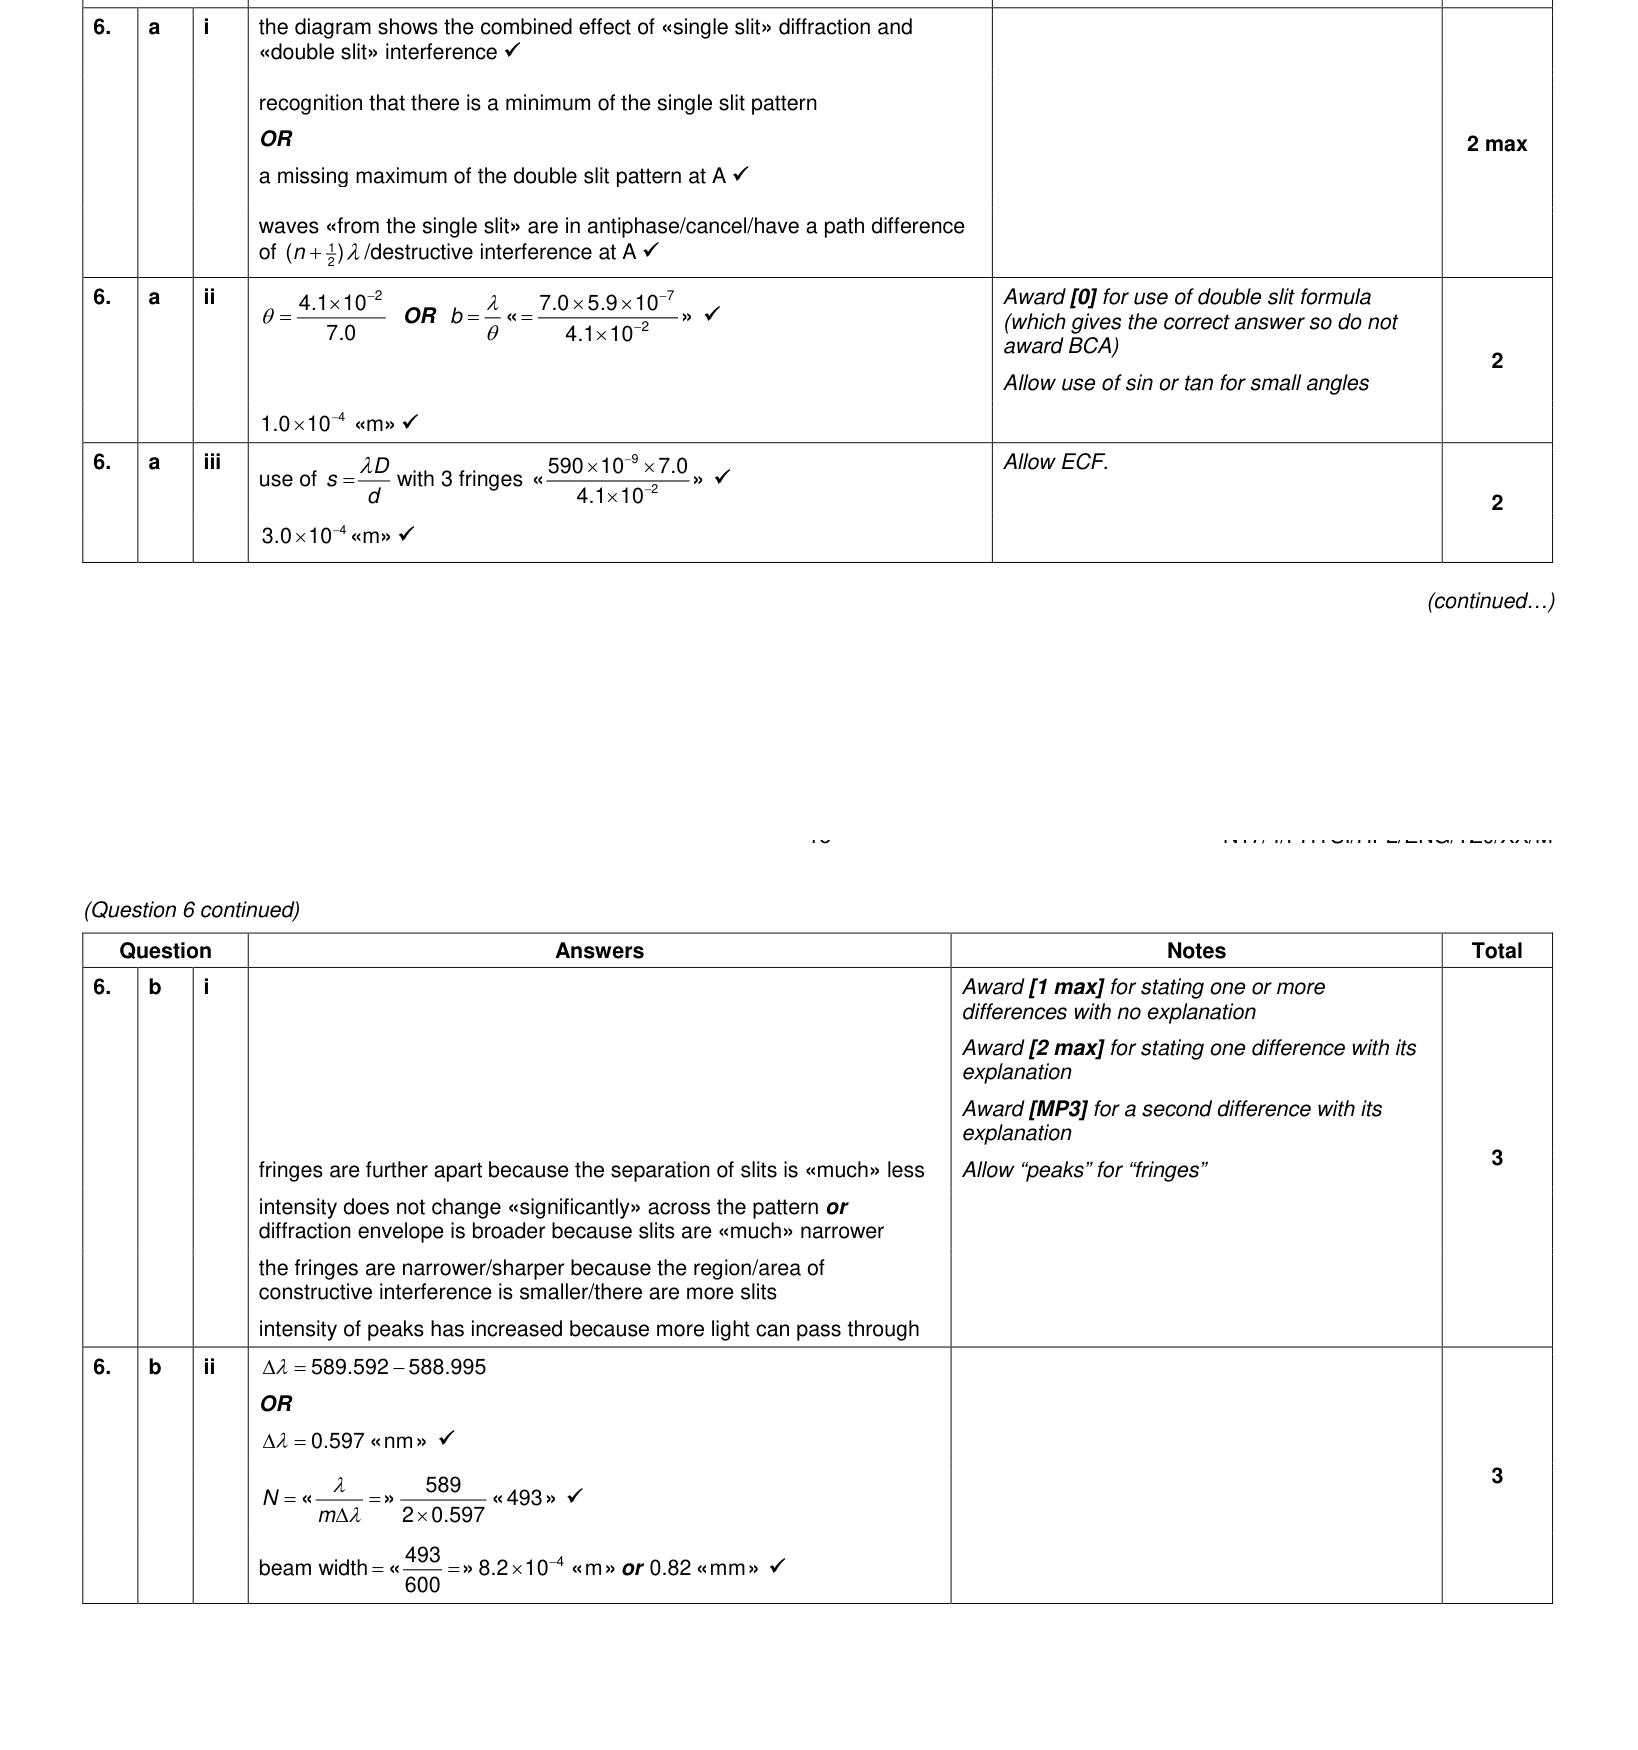 6. a i the diagram shows the combined effect of «single slit» diffraction and
«double slit» interference ✓
recognition that there is a minimum of the single slit pattern
OR
2 max
a missing maximum of the double slit pattern at A ✓
waves «from the single slit» are in antiphase/cancel/have a path difference
of (n + 1/2) λ /destructive interference at A ✓
6. a ii θ = 4.1×10⁻² / 7.0 OR b = λ/θ « = 7.0×5.9×10⁻⁷ / 4.1×10⁻² » ✓
1.0×10⁻⁴ «m» ✓
Award [0] for use of double slit formula
(which gives the correct answer so do not
award BCA)
Allow use of sin or tan for small angles
2
6. a iii use of s = λD/d with 3 fringes « 590×10⁻⁹ ×7.0 / 4.1×10⁻² » ✓
3.0×10⁻⁴ «m» ✓
Allow ECF.
2
(continued…)
(Question 6 continued)
Question Answers Notes Total
6. b i
fringes are further apart because the separation of slits is «much» less
intensity does not change «significantly» across the pattern or
diffraction envelope is broader because slits are «much» narrower
the fringes are narrower/sharper because the region/area of
constructive interference is smaller/there are more slits
intensity of peaks has increased because more light can pass through
Award [1 max] for stating one or more
differences with no explanation
Award [2 max] for stating one difference with its
explanation
Award [MP3] for a second difference with its
explanation
Allow “peaks” for “fringes”
3
6. b ii Δλ = 589.592 − 588.995
OR
Δλ = 0.597 «nm» ✓
N = « λ / mΔλ = » 589 / 2×0.597 «493» ✓
beam width = « 493 / 600 = » 8.2×10⁻⁴ «m» or 0.82 «mm» ✓
3